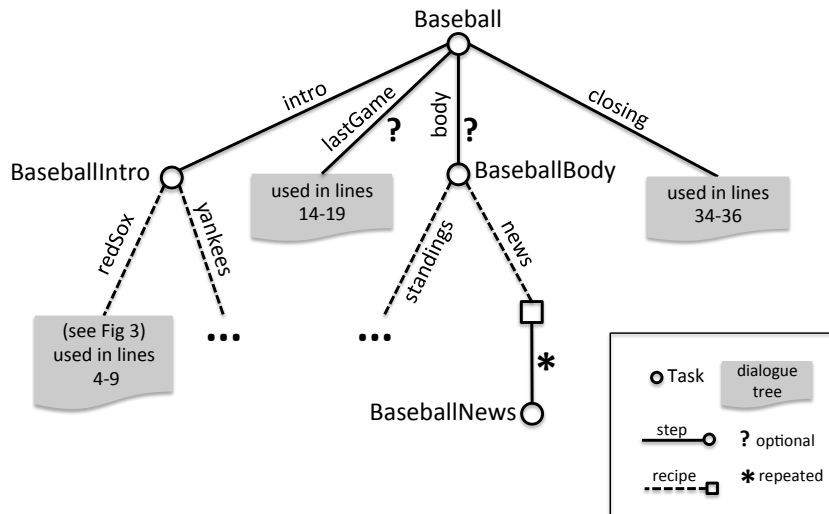 Baseball
intro
lastGame
?
body
?
closing
BaseballIntro
used in lines
14-19
BaseballBody
used in lines
34-36
redSox
yankees
standings
news
(see Fig 3)
used in lines
4-9
...
...
*
BaseballNews
Task
dialogue
tree
step
? optional
recipe
* repeated